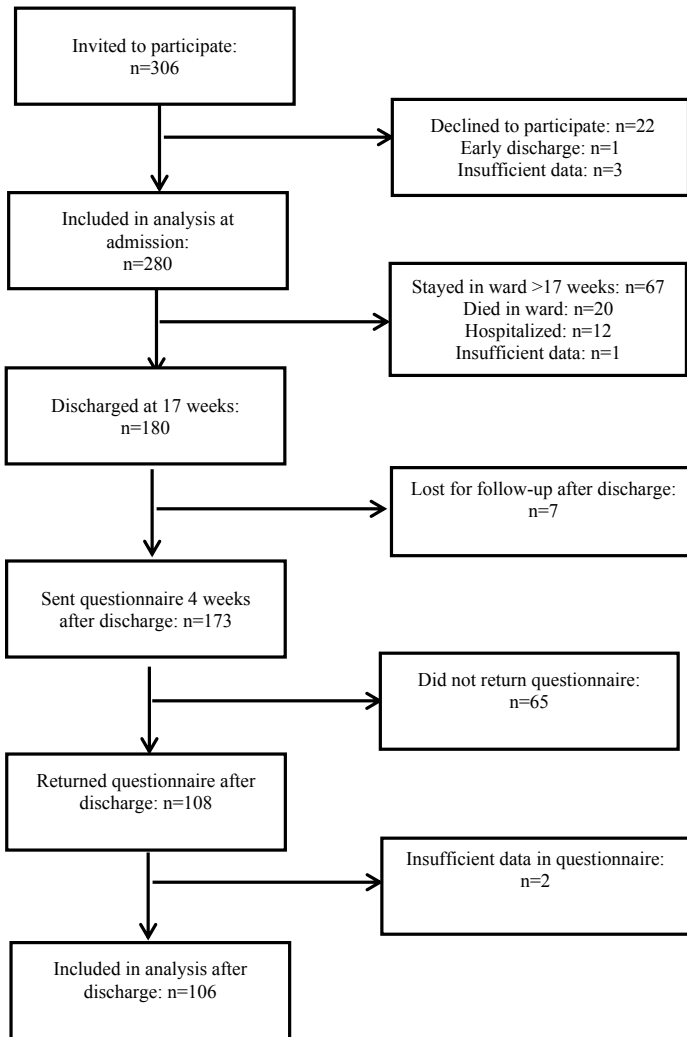 Invited to participate:
n=306
Declined to participate: n=22
Early discharge: n=1
Insufficient data: n=3
Included in analysis at
admission:
n=280
Stayed in ward >17 weeks: n=67
Died in ward: n=20
Hospitalized: n=12
Insufficient data: n=1
Discharged at 17 weeks:
n=180
Lost for follow-up after discharge:
n=7
Sent questionnaire 4 weeks
after discharge: n=173
Did not return questionnaire:
n=65
Returned questionnaire after
discharge: n=108
Insufficient data in questionnaire:
n=2
Included in analysis after
discharge: n=106